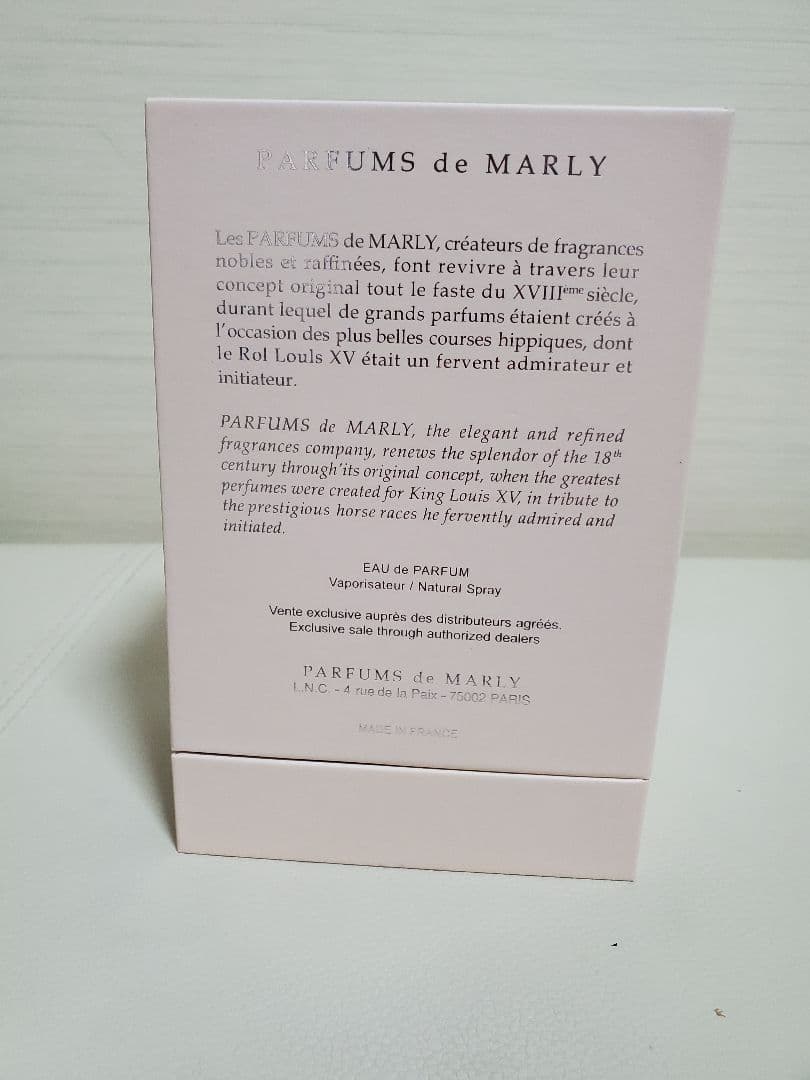 PARFUMS de MARLY
Les PARFUMS de MARLY, créateurs de fragrances
nobles et raffinées, font revivre à travers leur
concept original tout le faste du XVIIIème siècle,
durant lequel de grands parfums étaient créés à
l'occasion des plus belles courses hippiques, dont
le Rol Louls XV était un fervent admirateur et
initiateur.
PARFUMS de MARLY, the elegant and refined
fragrances company, renews the splendor of the 18th
century through'its original concept, when the greatest
perfumes were created for King Louis XV, in tribute to
the prestigious horse races he fervently admired and
initiated.
EAU de PARFUM
Vaporisateur / Natural Spray
Vente exclusive auprès des distributeurs agréés.
Exclusive sale through authorized dealers
PARFUMS de MARLY
L.N.C. - 4 rue de la Paix - 75002 PARIS
MADE IN FRANCE